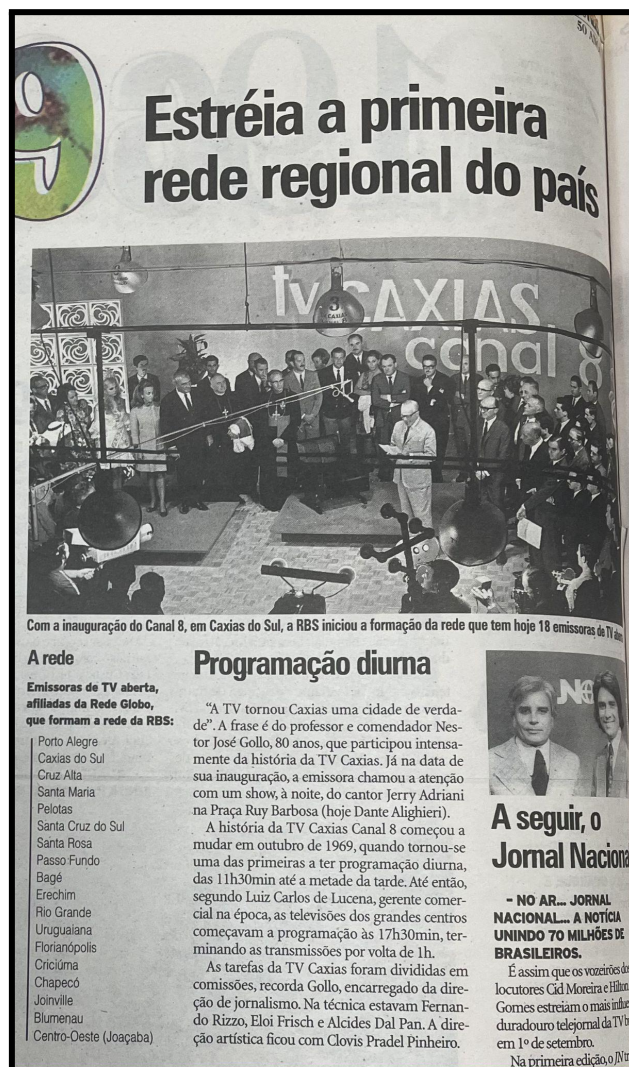 50 AN
9
Estréia a primeira
rede regional do país
tv CAXIAS
canal 8
3
CAXIAS
Com a inauguração do Canal 8, em Caxias do Sul, a RBS iniciou a formação da rede que tem hoje 18 emissoras de TV
A rede
Emissoras de TV aberta,
afiliadas da Rede Globo,
que formam a rede da RBS:
Porto Alegre
Caxias do Sul
Cruz Alta
Santa Maria
Pelotas
Santa Cruz do Sul
Santa Rosa
Passo Fundo
Bagé
Erechim
Rio Grande
Uruguaiana
Florianópolis
Criciúma
Chapecó
Joinville
Blumenau
Centro-Oeste (Joaçaba)
Programação diurna
“A TV tornou Caxias uma cidade de verda-
de”. A frase é do professor e comendador Nes-
tor José Gollo, 80 anos, que participou intensa-
mente da história da TV Caxias. Já na data de
sua inauguração, a emissora chamou a atenção
com um show, à noite, do cantor Jerry Adriani
na Praça Ruy Barbosa (hoje Dante Alighieri).
A história da TV Caxias Canal 8 começou a
mudar em outubro de 1969, quando tornou-se
uma das primeiras a ter programação diurna,
das 11h30min até a metade da tarde. Até então,
segundo Luiz Carlos de Lucena, gerente comer-
cial na época, as televisões dos grandes centros
começavam a programação às 17h30min, ter-
minando as transmissões por volta de 1h.
As tarefas da TV Caxias foram divididas em
comissões, recorda Gollo, encarregado da dire-
ção de jornalismo. Na técnica estavam Fernan-
do Rizzo, Eloi Frisch e Alcides Dal Pan. A dire-
ção artística ficou com Clovis Pradel Pinheiro.
JN
A seguir, o
Jornal Naciona
– NO AR... JORNAL
NACIONAL... A NOTÍCIA
UNINDO 70 MILHÕES DE
BRASILEIROS.
É assim que os vozeirões dos
locutores Cid Moreira e Hilton
Gomes estreiam o mais influe
duradouro telejornal da TV b
em 1º de setembro.
Na primeira edição, o JN